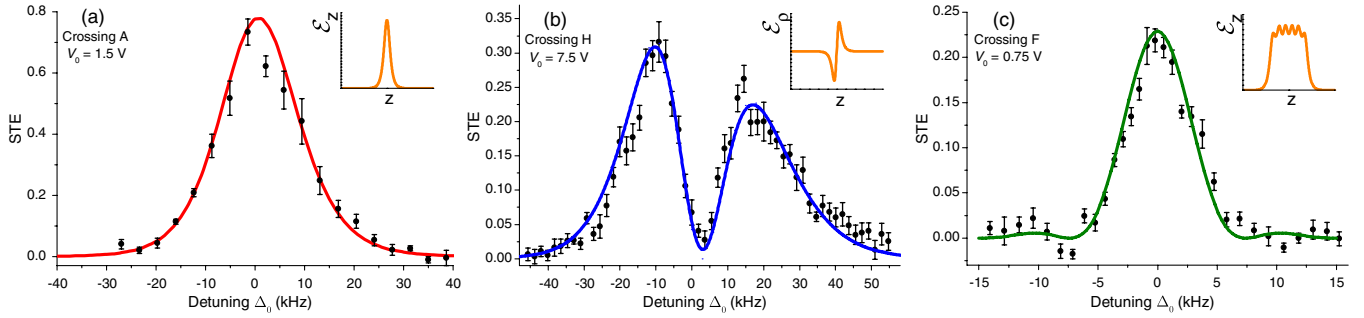 (a)
Crossing A
V₀ = 1.5 V
ℰz
z
STE
0.8
0.6
0.4
0.2
0.0
-40 -30 -20 -10 0 10 20 30 40
Detuning Δ₀ (kHz)
(b)
Crossing H
V₀ = 7.5 V
ℰρ
z
STE
0.35
0.30
0.25
0.20
0.15
0.10
0.05
0.00
-40 -30 -20 -10 0 10 20 30 40 50
Detuning Δ₀ (kHz)
(c)
Crossing F
V₀ = 0.75 V
ℰz
z
STE
0.25
0.20
0.15
0.10
0.05
0.00
-15 -10 -5 0 5 10 15
Detuning Δ₀ (kHz)